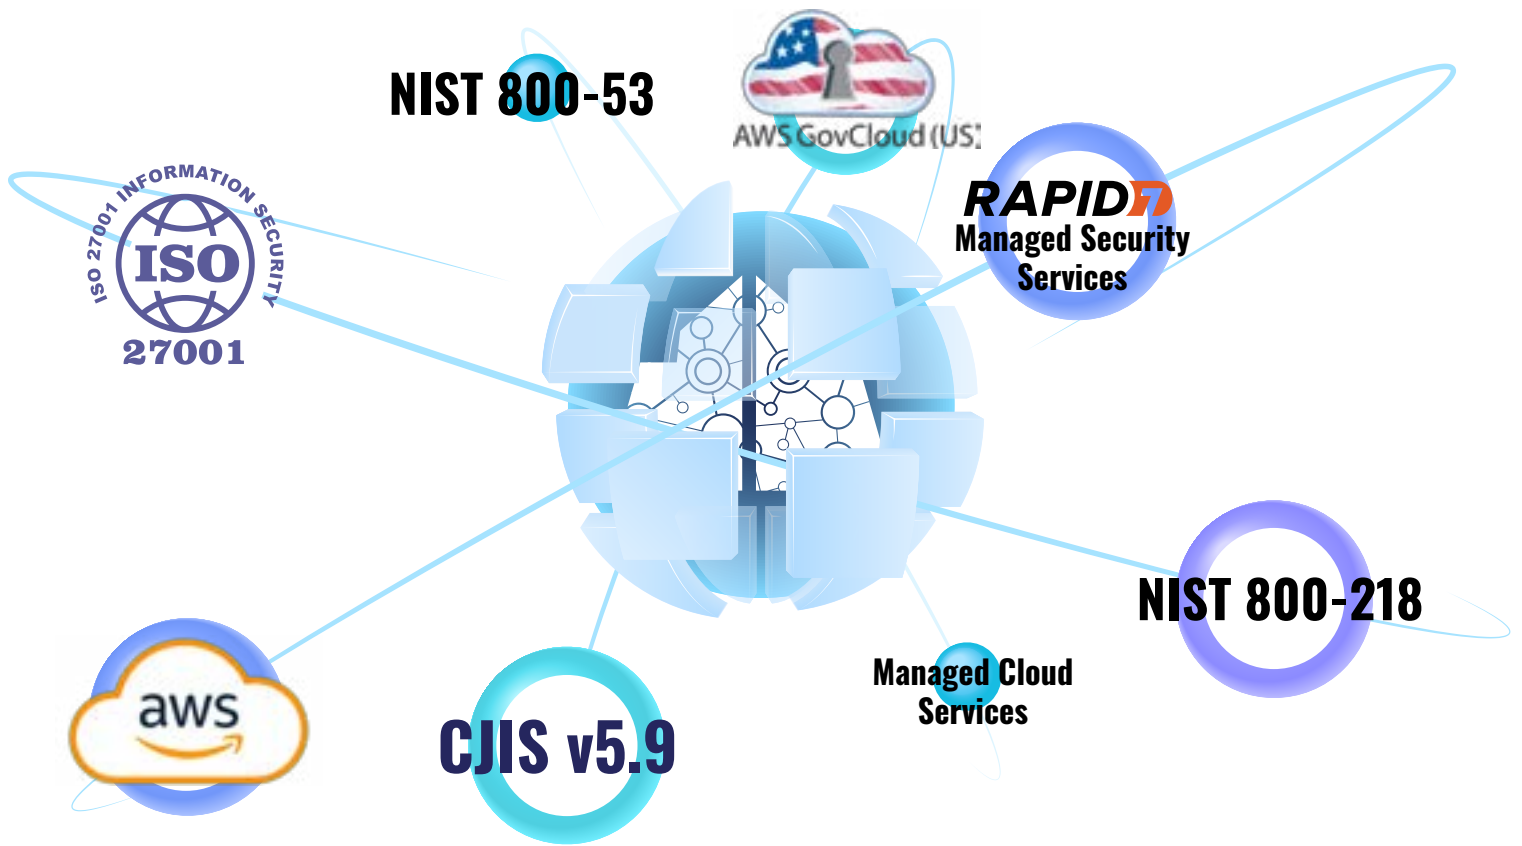 NIST 800-53
AWS GovCloud (US)
RAPID7
Managed Security
Services
ISO 27001 INFORMATION SECURITY
ISO
27001
NIST 800-218
Managed Cloud
Services
aws
CJIS v5.9